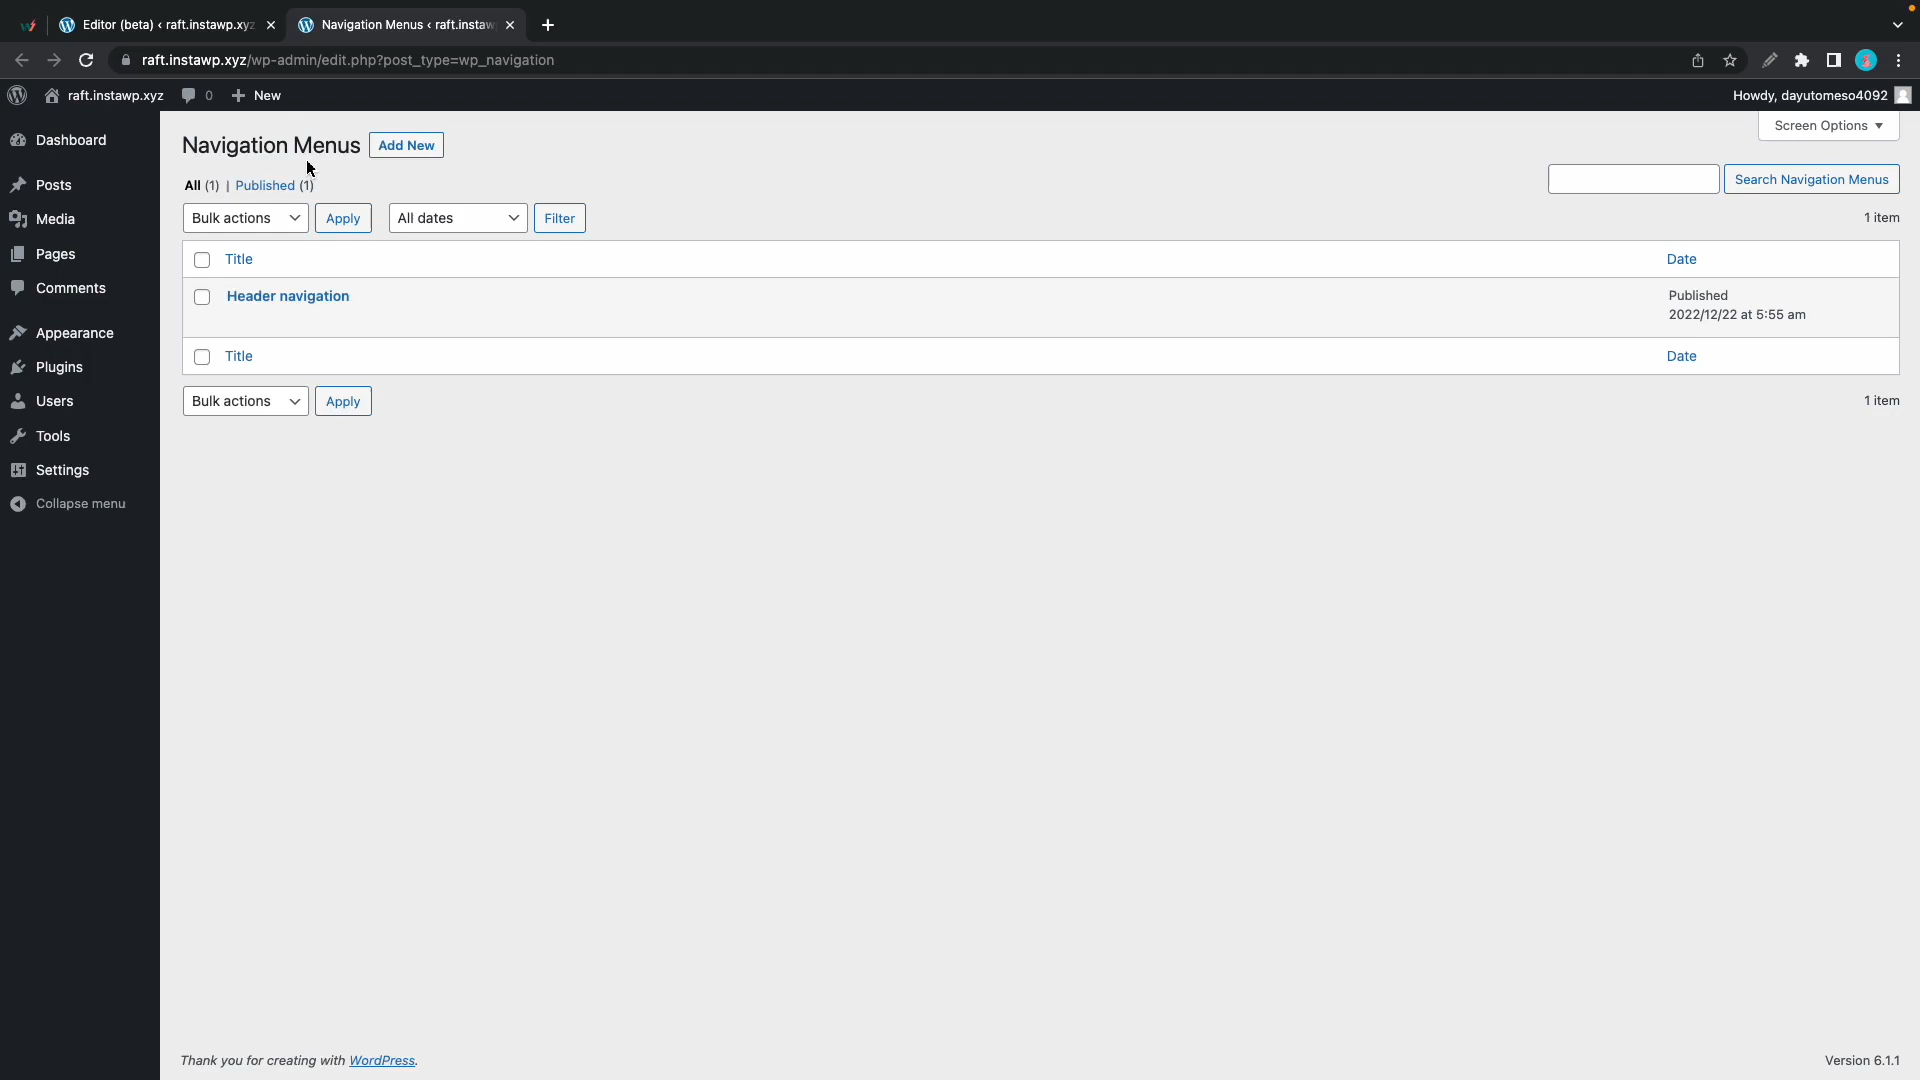 Editor (beta) ‹ raft.instawp.xyz
Navigation Menus ‹ raft.instaw
raft.instawp.xyz/wp-admin/edit.php?post_type=wp_navigation
raft.instawp.xyz
0
New
Howdy, dayutomeso4092
Dashboard
Posts
Media
Pages
Comments
Appearance
Plugins
Users
Tools
Settings
Collapse menu
Navigation Menus
Add New
Screen Options
All (1) | Published (1)
Search Navigation Menus
Bulk actions
Apply
All dates
Filter
1 item
Title
Date
Header navigation
Published
2022/12/22 at 5:55 am
Title
Date
Bulk actions
Apply
1 item
Thank you for creating with WordPress.
Version 6.1.1